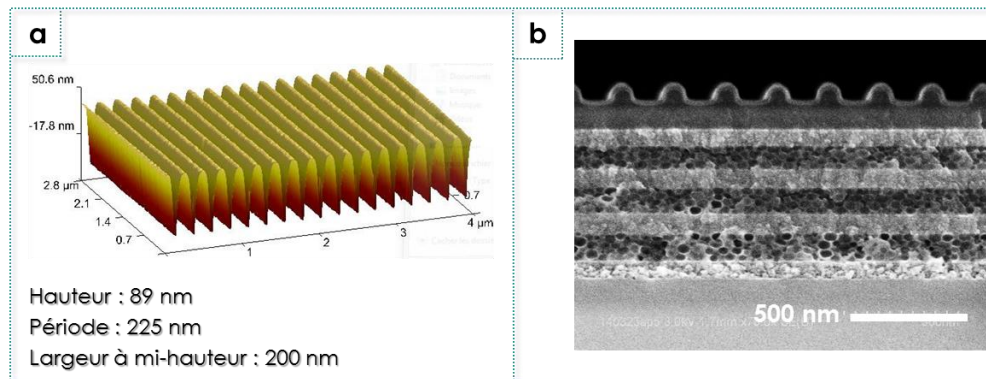 a
50.6 nm
-17.8 nm
2.8 µm
2.1
1.4
0.7
1
2
3
4 µm
0.7
Hauteur : 89 nm
Période : 225 nm
Largeur à mi-hauteur : 200 nm
b
500 nm